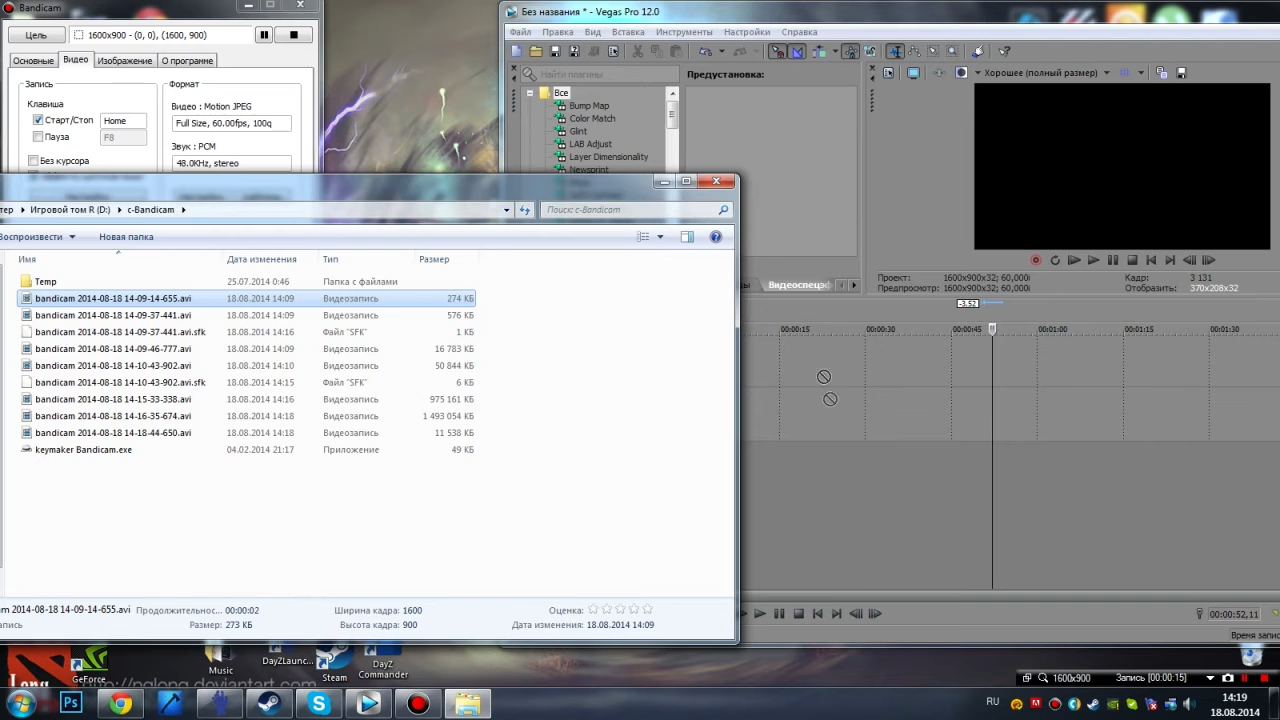 Bandicam
Цель
1600x900 - (0, 0), (1600, 900)
Основные
Видео
Изображение
О програме
Запись
Клавиша
Старт/Стоп
Home
Пауза
F8
Без курсора
Формат
Видео : Motion JPEG
Full Size, 60.00fps, 100q
Звук : PCM
48.0KHz, stereo
Без названия * - Vegas Pro 12.0
Файл Правка Вид Вставка Инструменты Настройки Справка
Найти плагины
Предустановка:
Хорошее (полный размер)
Все
Bump Map
Color Match
Glint
LAB Adjust
Layer Dimensionality
Newsprint
Видеоспецэф
Проект: 1600x900x32; 60,000i
Предпросмотр: 1600x900x32; 60,000i
Кадр: 3 131
Отобразить: 370x208x32
-3,52
00:00:15 00:00:30 00:00:45 00:01:00 00:01:15 00:01:30
тер Игровой том R (D:) c-Bandicam
Поиск: c-Bandicam
Воспроизвести
Новая папка
Имя Дата изменения Тип Размер
Temp 25.07.2014 0:46 Папка с файлами
bandicam 2014-08-18 14-09-14-655.avi 18.08.2014 14:09 Видеозапись 274 КБ
bandicam 2014-08-18 14-09-37-441.avi 18.08.2014 14:09 Видеозапись 576 КБ
bandicam 2014-08-18 14-09-37-441.avi.sfk 18.08.2014 14:16 Файл "SFK" 1 КБ
bandicam 2014-08-18 14-09-46-777.avi 18.08.2014 14:09 Видеозапись 16 783 КБ
bandicam 2014-08-18 14-10-43-902.avi 18.08.2014 14:10 Видеозапись 50 844 КБ
bandicam 2014-08-18 14-10-43-902.avi.sfk 18.08.2014 14:15 Файл "SFK" 6 КБ
bandicam 2014-08-18 14-15-33-338.avi 18.08.2014 14:16 Видеозапись 975 161 КБ
bandicam 2014-08-18 14-16-35-674.avi 18.08.2014 14:18 Видеозапись 1 493 054 КБ
bandicam 2014-08-18 14-18-44-650.avi 18.08.2014 14:18 Видеозапись 11 538 КБ
keymaker Bandicam.exe 04.02.2014 21:17 Приложение 49 КБ
am 2014-08-18 14-09-14-655.avi Продолжительнос... 00:00:02 Ширина кадра: 1600 Оценка:
апись Размер: 273 КБ Высота кадра: 900 Дата изменения: 18.08.2014 14:09
00:00:52,11
Время запис
GeForce
Music
DayZLaunc...
Steam
DayZ
Commander
1600x900 Запись [00:00:15]
RU
14:19
18.08.2014